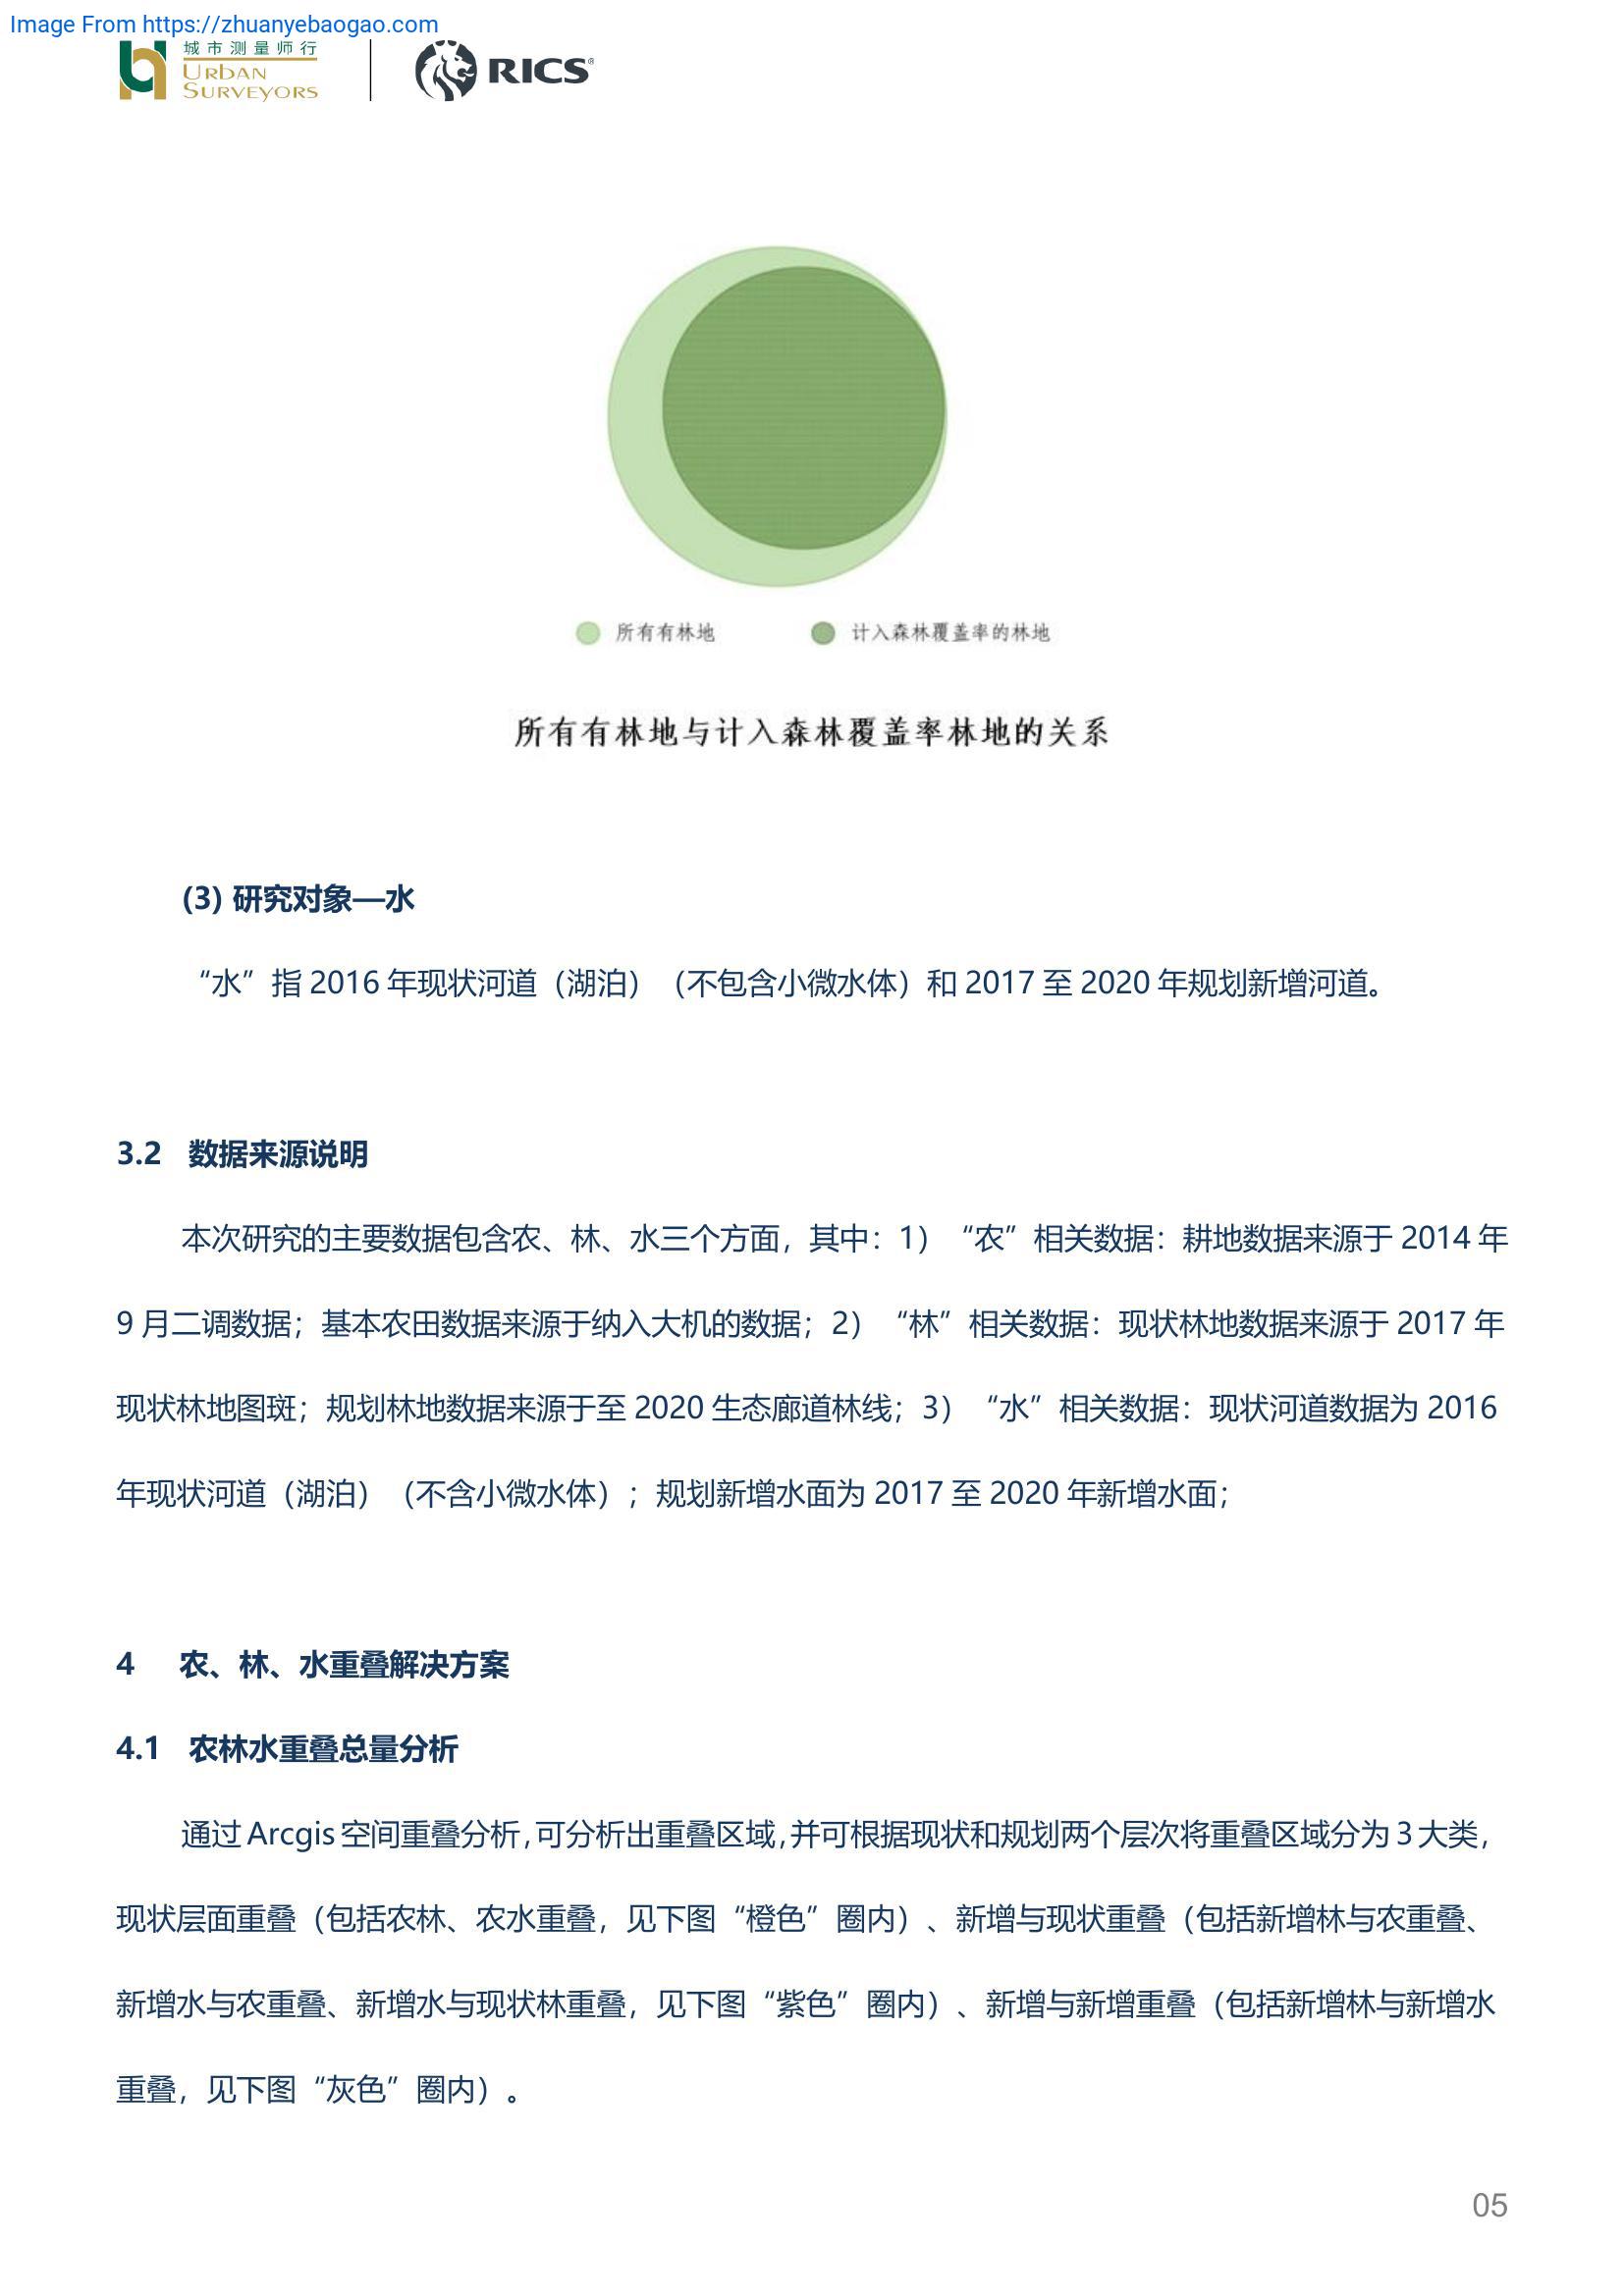 Image From https://zhuanyebaogao.com
城市测量师行
URBAN
SURVEYORS
RICS®
所有有林地
计入森林覆盖率的林地
所有有林地与计入森林覆盖率林地的关系
(3) 研究对象—水
“水”指 2016 年现状河道（湖泊）（不包含小微水体）和 2017 至 2020 年规划新增河道。
3.2 数据来源说明
本次研究的主要数据包含农、林、水三个方面，其中：1）“农”相关数据：耕地数据来源于 2014 年
9 月二调数据；基本农田数据来源于纳入大机的数据；2）“林”相关数据：现状林地数据来源于 2017 年
现状林地图斑；规划林地数据来源于至 2020 生态廊道林线；3）“水”相关数据：现状河道数据为 2016
年现状河道（湖泊）（不含小微水体）；规划新增水面为 2017 至 2020 年新增水面；
4 农、林、水重叠解决方案
4.1 农林水重叠总量分析
通过 Arcgis 空间重叠分析，可分析出重叠区域，并可根据现状和规划两个层次将重叠区域分为 3 大类，
现状层面重叠（包括农林、农水重叠，见下图“橙色”圈内）、新增与现状重叠（包括新增林与农重叠、
新增水与农重叠、新增水与现状林重叠，见下图“紫色”圈内）、新增与新增重叠（包括新增林与新增水
重叠，见下图“灰色”圈内）。
05